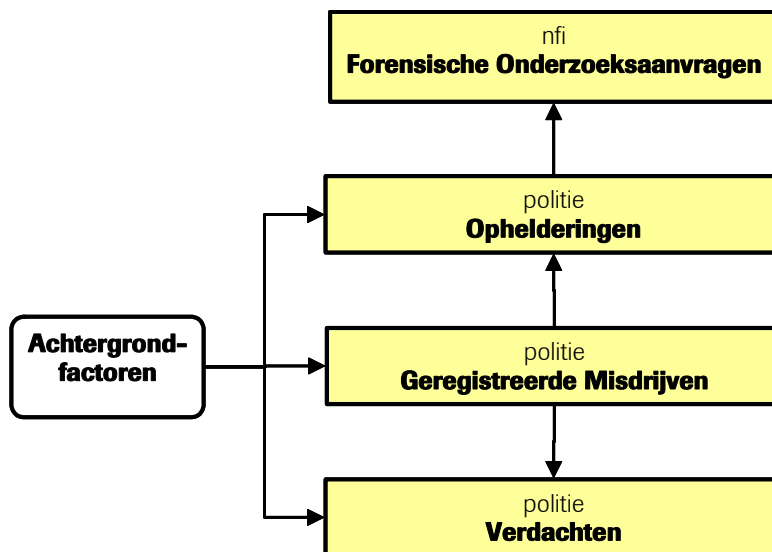 nfi
Forensische Onderzoeksaanvragen
politie
Ophelderingen
Achtergrond-
factoren
politie
Geregistreerde Misdrijven
politie
Verdachten